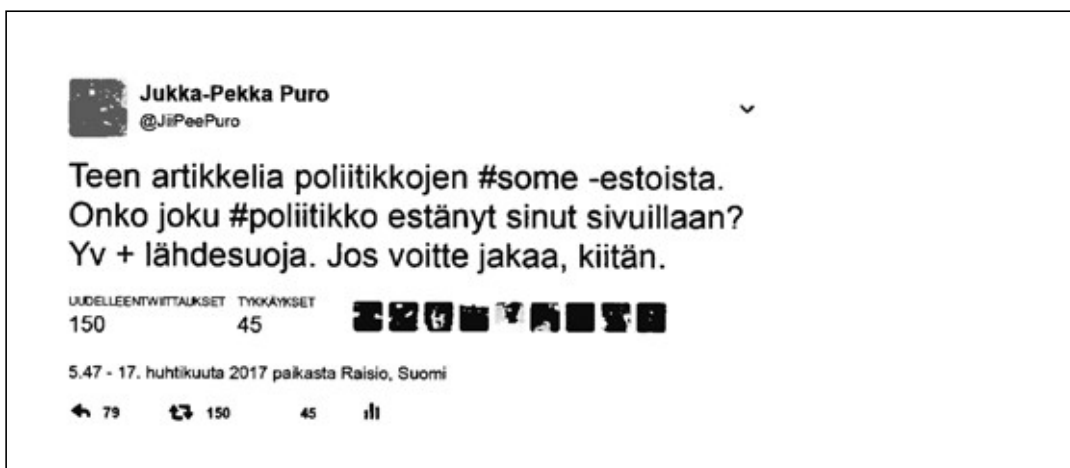 Jukka-Pekka Puro
@JiiPeePuro
Teen artikkelia poliitikkojen #some -estoista.
Onko joku #poliitikko estänyt sinut sivuillaan?
Yv + lähdesuoja. Jos voitte jakaa, kiitän.
UUDELLEENTWIITTAUKSET TYKKÄYKSET
150 45
5.47 - 17. huhtikuuta 2017 paikasta Raisio, Suomi
79 150 45